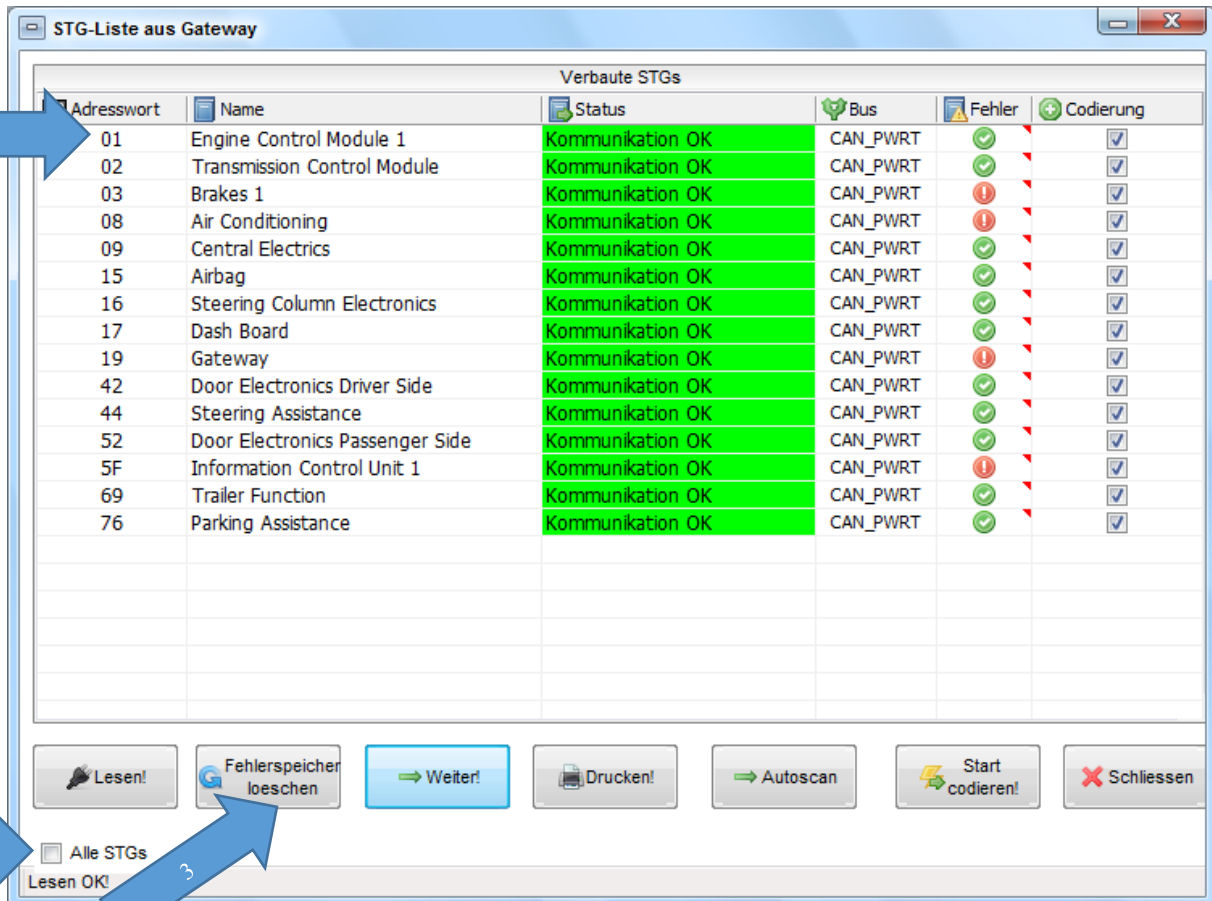 STG-Liste aus Gateway
Verbaute STGs
Adresswort Name Status Bus Fehler Codierung
01 Engine Control Module 1 Kommunikation OK CAN_PWRT
02 Transmission Control Module Kommunikation OK CAN_PWRT
03 Brakes 1 Kommunikation OK CAN_PWRT
08 Air Conditioning Kommunikation OK CAN_PWRT
09 Central Electrics Kommunikation OK CAN_PWRT
15 Airbag Kommunikation OK CAN_PWRT
16 Steering Column Electronics Kommunikation OK CAN_PWRT
17 Dash Board Kommunikation OK CAN_PWRT
19 Gateway Kommunikation OK CAN_PWRT
42 Door Electronics Driver Side Kommunikation OK CAN_PWRT
44 Steering Assistance Kommunikation OK CAN_PWRT
52 Door Electronics Passenger Side Kommunikation OK CAN_PWRT
5F Information Control Unit 1 Kommunikation OK CAN_PWRT
69 Trailer Function Kommunikation OK CAN_PWRT
76 Parking Assistance Kommunikation OK CAN_PWRT
Lesen!
Fehlerspeicher
loeschen
Weiter!
Drucken!
Autoscan
Start
codieren!
Schliessen
Alle STGs
3
Lesen OK!